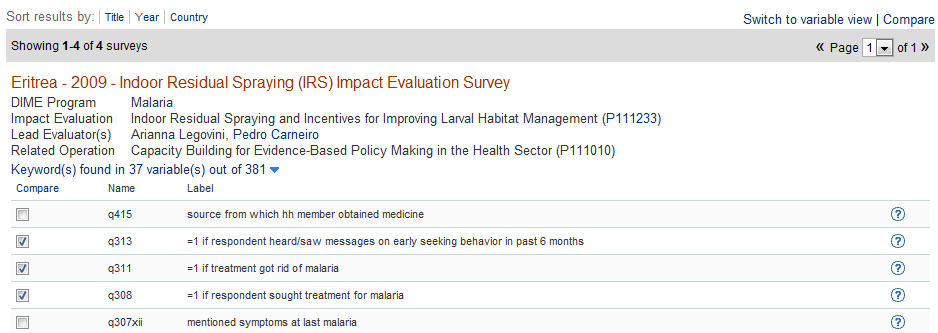 Sort results by: Title Year Country
Switch to variable view | Compare
Showing 1-4 of 4 surveys
« Page 1 of 1 »
Eritrea - 2009 - Indoor Residual Spraying (IRS) Impact Evaluation Survey
DIME Program Malaria
Impact Evaluation Indoor Residual Spraying and Incentives for Improving Larval Habitat Management (P111233)
Lead Evaluator(s) Arianna Legovini, Pedro Carneiro
Related Operation Capacity Building for Evidence-Based Policy Making in the Health Sector (P111010)
Keyword(s) found in 37 variable(s) out of 381
Compare Name Label
q415 source from which hh member obtained medicine ?
q313 =1 if respondent heard/saw messages on early seeking behavior in past 6 months ?
q311 =1 if treatment got rid of malaria ?
q308 =1 if respondent sought treatment for malaria ?
q307xii mentioned symptoms at last malaria ?